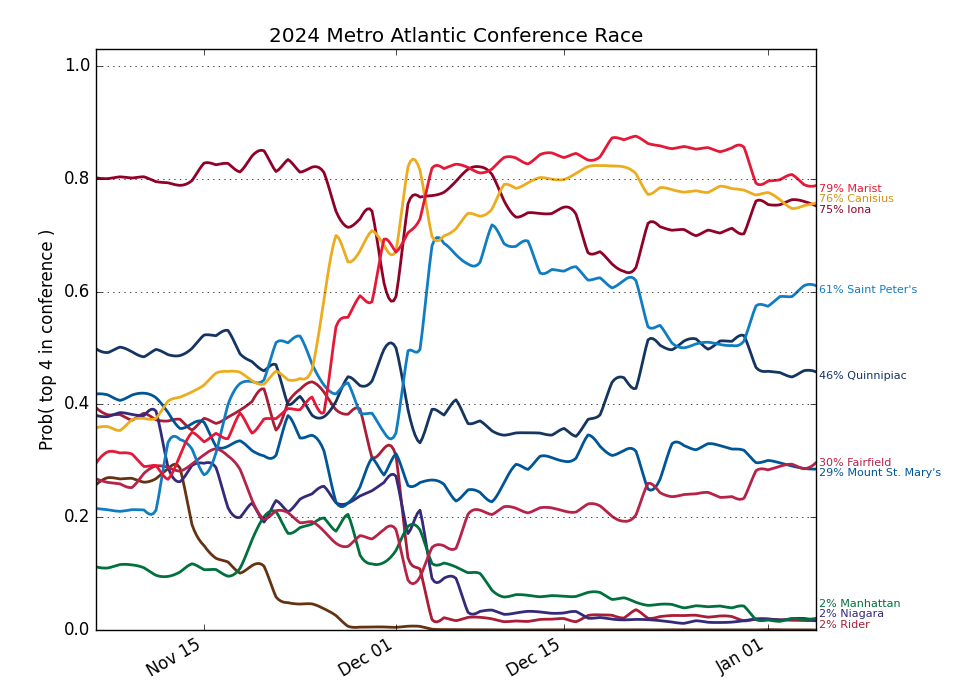 2024 Metro Atlantic Conference Race
Prob( top 4 in conference )
1.0
0.8
0.6
0.4
0.2
0.0
79% Marist
76% Canisius
75% Iona
61% Saint Peter's
46% Quinnipiac
30% Fairfield
29% Mount St. Mary's
2% Manhattan
2% Niagara
2% Rider
Nov 15
Dec 01
Dec 15
Jan 01